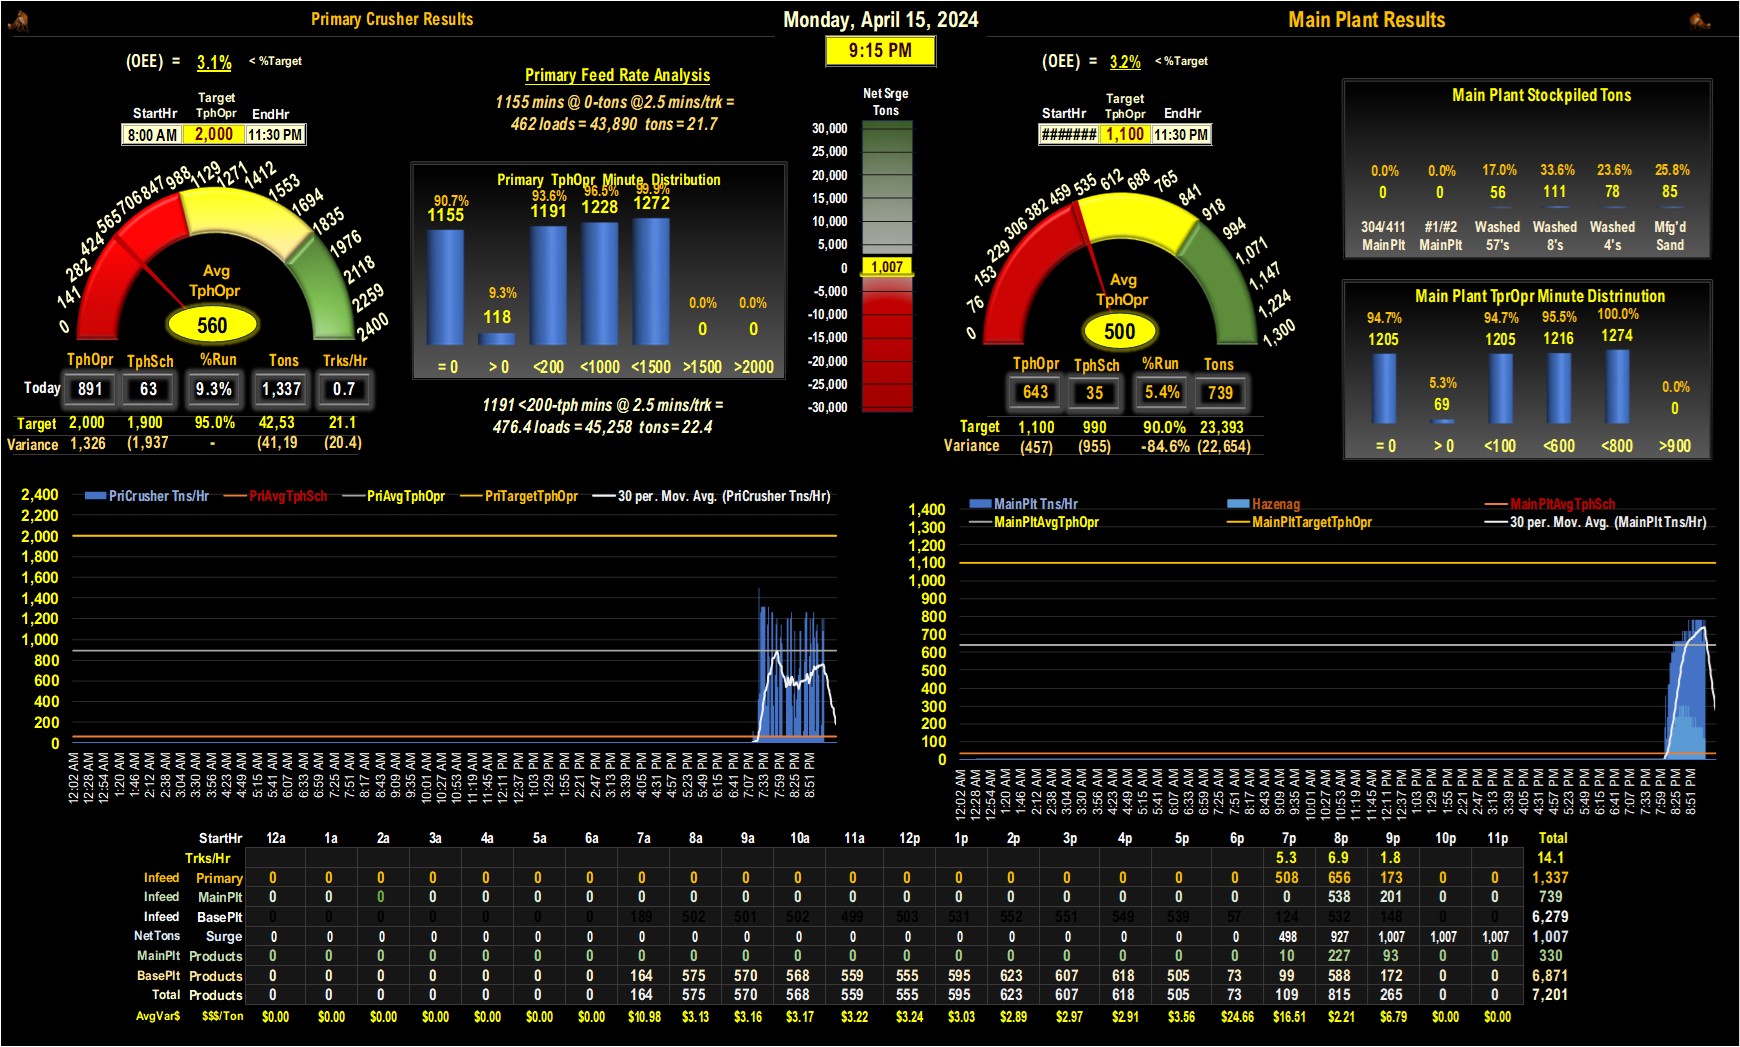 Primary Crusher Results
Monday, April 15, 2024
Main Plant Results
9:15 PM
(OEE) = 3.1% < %Target
StartHr Target TphOpr EndHr
8:00 AM 2,000 11:30 PM
0 141 282 424 565 706 847 988 1129 1271 1412 1553 1694 1835 1976 2118 2259 2400
Avg
TphOpr
560
TphOpr TphSch %Run Tons Trks/Hr
Today 891 63 9.3% 1,337 0.7
Target 2,000 1,900 95.0% 42,53 21.1
Variance 1,326 (1,937 - (41,19 (20.4)
Primary Feed Rate Analysis
1155 mins @ 0-tons @2.5 mins/trk =
462 loads = 43,890 tons = 21.7
Primary TphOpr Minute Distribution
90.7% 9.3% 93.6% 96.5% 99.9% 0.0% 0.0%
1155 118 1191 1228 1272 0 0
= 0 > 0 <200 <1000 <1500 >1500 >2000
1191 <200-tph mins @ 2.5 mins/trk =
476.4 loads = 45,258 tons = 22.4
Net Srge
Tons
30,000
25,000
20,000
15,000
10,000
5,000
0 1,007
-5,000
-10,000
-15,000
-20,000
-25,000
-30,000
(OEE) = 3.2% < %Target
StartHr Target TphOpr EndHr
####### 1,100 11:30 PM
0 76 153 229 306 382 459 535 612 688 765 841 918 994 1,071 1,147 1,224 1,300
Avg
TphOpr
500
TphOpr TphSch %Run Tons
643 35 5.4% 739
Target 1,100 990 90.0% 23,393
Variance (457) (955) -84.6% (22,654)
Main Plant Stockpiled Tons
0.0% 0.0% 17.0% 33.6% 23.6% 25.8%
0 0 56 111 78 85
304/411 #1/#2 Washed Washed Washed Mfg'd
MainPlt MainPlt 57's 8's 4's Sand
Main Plant TprOpr Minute Distrinution
94.7% 5.3% 94.7% 95.5% 100.0% 0.0%
1205 69 1205 1216 1274 0
= 0 > 0 <100 <600 <800 >900
PriCrusher Tns/Hr PriAvgTphSch PriAvgTphOpr PriTargetTphOpr 30 per. Mov. Avg. (PriCrusher Tns/Hr)
2,400
2,200
2,000
1,800
1,600
1,400
1,200
1,000
800
600
400
200
0
12:02 AM 12:28 AM 12:54 AM 1:20 AM 1:46 AM 2:12 AM 2:38 AM 3:04 AM 3:30 AM 3:56 AM 4:23 AM 4:49 AM 5:15 AM 5:41 AM 6:07 AM 6:33 AM 6:59 AM 7:25 AM 7:51 AM 8:17 AM 8:43 AM 9:09 AM 9:35 AM 10:01 AM 10:27 AM 10:53 AM 11:19 AM 11:45 AM 12:11 PM 12:37 PM 1:03 PM 1:29 PM 1:55 PM 2:21 PM 2:47 PM 3:13 PM 3:39 PM 4:05 PM 4:31 PM 4:57 PM 5:23 PM 5:49 PM 6:15 PM 6:41 PM 7:07 PM 7:33 PM 7:59 PM 8:25 PM 8:51 PM
MainPlt Tns/Hr Hazenag MainPltAvgTphSch
MainPltAvgTphOpr MainPltTargetTphOpr 30 per. Mov. Avg. (MainPlt Tns/Hr)
1,400
1,300
1,200
1,100
1,000
900
800
700
600
500
400
300
200
100
0
12:02 AM 12:28 AM 12:54 AM 1:20 AM 1:46 AM 2:12 AM 2:38 AM 3:04 AM 3:30 AM 3:56 AM 4:23 AM 4:49 AM 5:15 AM 5:41 AM 6:07 AM 6:33 AM 6:59 AM 7:25 AM 7:51 AM 8:17 AM 8:43 AM 9:09 AM 9:35 AM 10:01 AM 10:27 AM 10:53 AM 11:19 AM 11:45 AM 12:11 PM 12:37 PM 1:03 PM 1:29 PM 1:55 PM 2:21 PM 2:47 PM 3:13 PM 3:39 PM 4:05 PM 4:31 PM 4:57 PM 5:23 PM 5:49 PM 6:15 PM 6:41 PM 7:07 PM 7:33 PM 7:59 PM 8:25 PM 8:51 PM
StartHr 12a 1a 2a 3a 4a 5a 6a 7a 8a 9a 10a 11a 12p 1p 2p 3p 4p 5p 6p 7p 8p 9p 10p 11p Total
Trks/Hr 5.3 6.9 1.8 14.1
Infeed Primary 0 0 0 0 0 0 0 0 0 0 0 0 0 0 0 0 0 0 0 508 656 173 0 0 1,337
Infeed MainPlt 0 0 0 0 0 0 0 0 0 0 0 0 0 0 0 0 0 0 0 0 538 201 0 0 739
Infeed BasePlt 0 0 0 0 0 0 0 189 502 501 502 499 503 531 552 551 549 539 57 124 532 148 0 0 6,279
NetTons Surge 0 0 0 0 0 0 0 0 0 0 0 0 0 0 0 0 0 0 0 498 927 1,007 1,007 1,007 1,007
MainPlt Products 0 0 0 0 0 0 0 0 0 0 0 0 0 0 0 0 0 0 0 10 227 93 0 0 330
BasePlt Products 0 0 0 0 0 0 0 164 575 570 568 559 555 595 623 607 618 505 73 99 588 172 0 0 6,871
Total Products 0 0 0 0 0 0 0 164 575 570 568 559 555 595 623 607 618 505 73 109 815 265 0 0 7,201
AvgVar$ $$$/Ton $0.00 $0.00 $0.00 $0.00 $0.00 $0.00 $0.00 $10.98 $3.13 $3.16 $3.17 $3.22 $3.24 $3.03 $2.89 $2.97 $2.91 $3.56 $24.66 $16.51 $2.21 $6.79 $0.00 $0.00